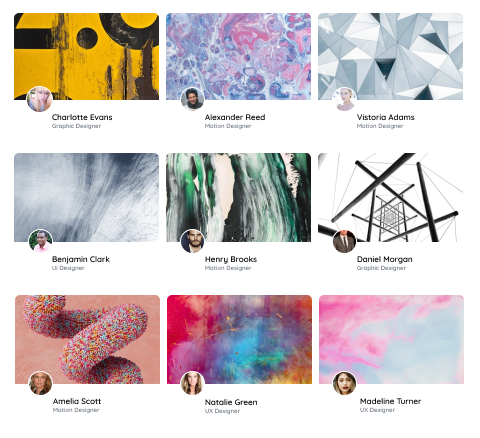 Charlotte Evans
Graphic Designer
Alexander Reed
Motion Designer
Vistoria Adams
Motion Designer
Benjamin Clark
UI Designer
Henry Brooks
Motion Designer
Daniel Morgan
Graphic Designer
Amelia Scott
Motion Designer
Natalie Green
UX Designer
Madeline Turner
UX Designer